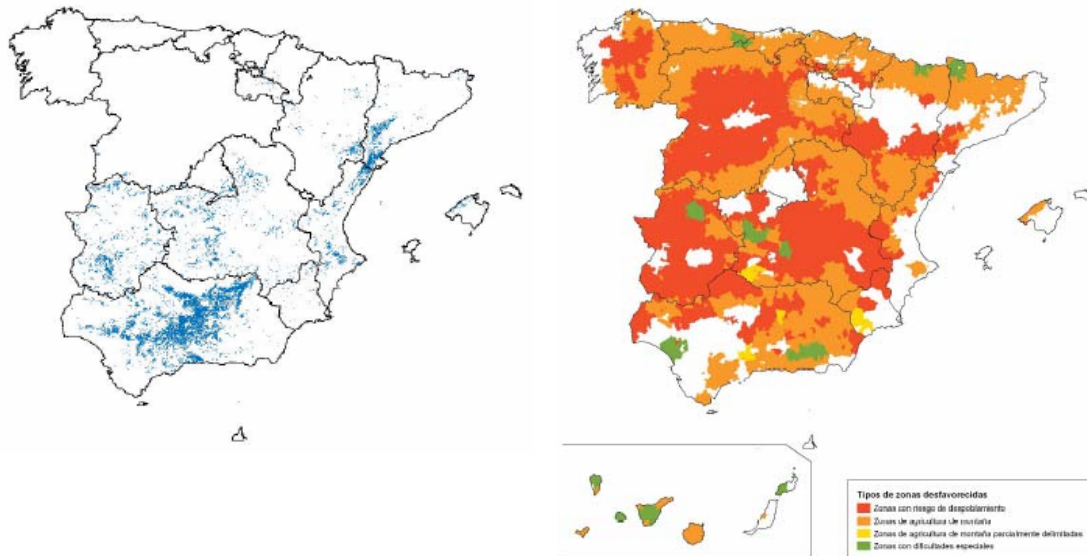 Tipos de zonas desfavorecidas
Zonas con riesgo de despoblamiento
Zonas de agricultura de montaña
Zonas de agricultura de montaña parcialmente delimitadas
Zonas con dificultades especiales